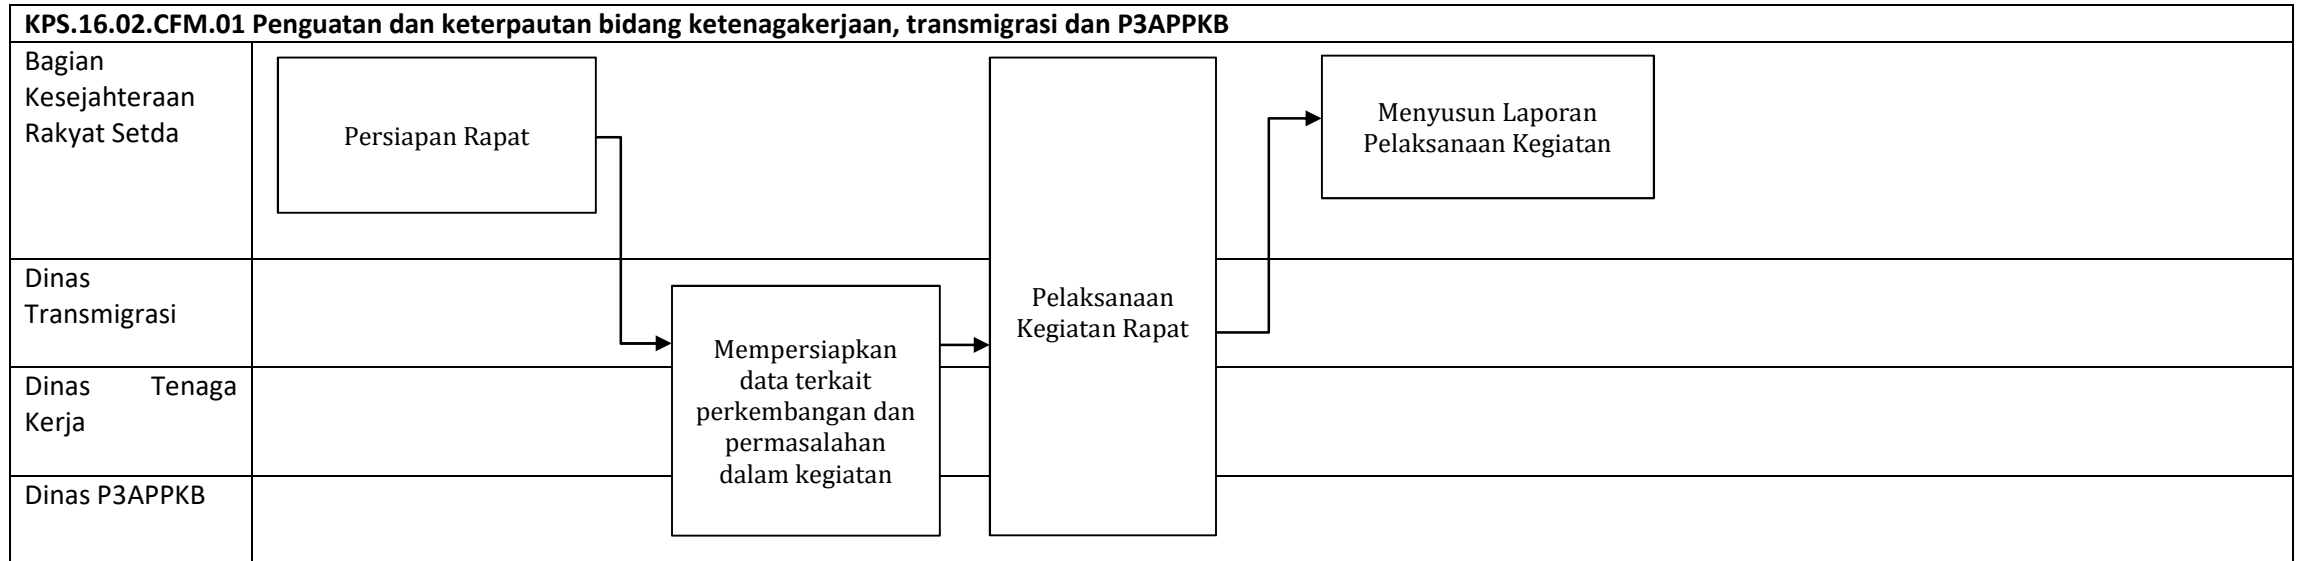 KPS.16.02.CFM.01 Penguatan dan keterpautan bidang ketenagakerjaan, transmigrasi dan P3APPKB
Bagian
Kesejahteraan
Rakyat Setda
Persiapan Rapat
Menyusun Laporan
Pelaksanaan Kegiatan
Dinas
Transmigrasi
Mempersiapkan
data terkait
perkembangan dan
permasalahan
dalam kegiatan
Pelaksanaan
Kegiatan Rapat
Dinas Tenaga
Kerja
Dinas P3APPKB